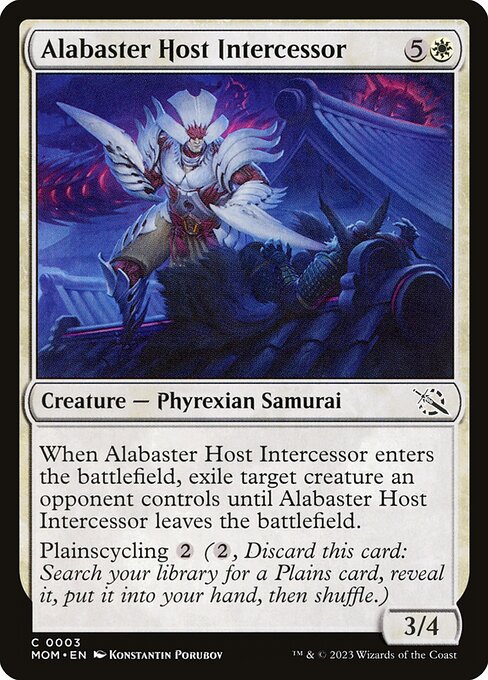 Alabaster Host Intercessor 5
Creature — Phyrexian Samurai
When Alabaster Host Intercessor enters
the battlefield, exile target creature an
opponent controls until Alabaster Host
Intercessor leaves the battlefield.
Plainscycling 2 (2, Discard this card:
Search your library for a Plains card, reveal
it, put it into your hand, then shuffle.)
3/4
C 0003
MOM • EN Konstantin Porubov
™ & © 2023 Wizards of the Coast